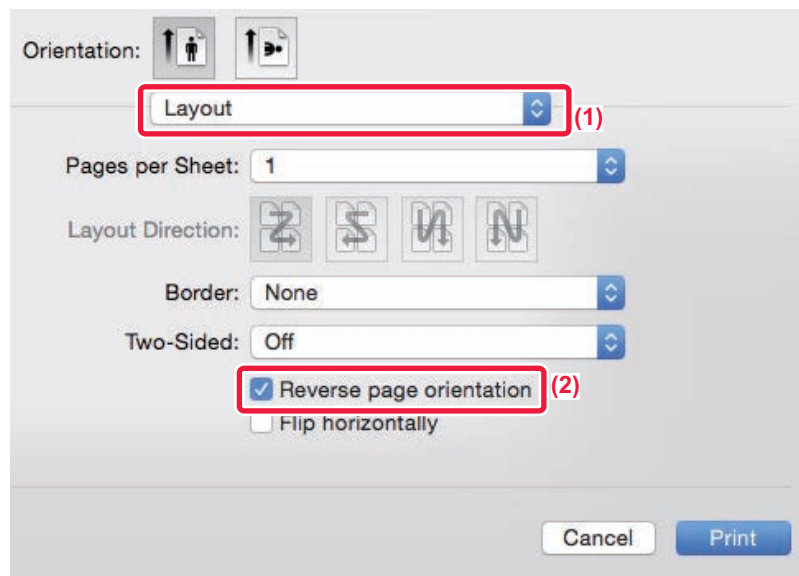 Orientation:
Layout
(1)
Pages per Sheet: 1
Layout Direction:
Border: None
Two-Sided: Off
Reverse page orientation
(2)
Flip horizontally
Cancel Print